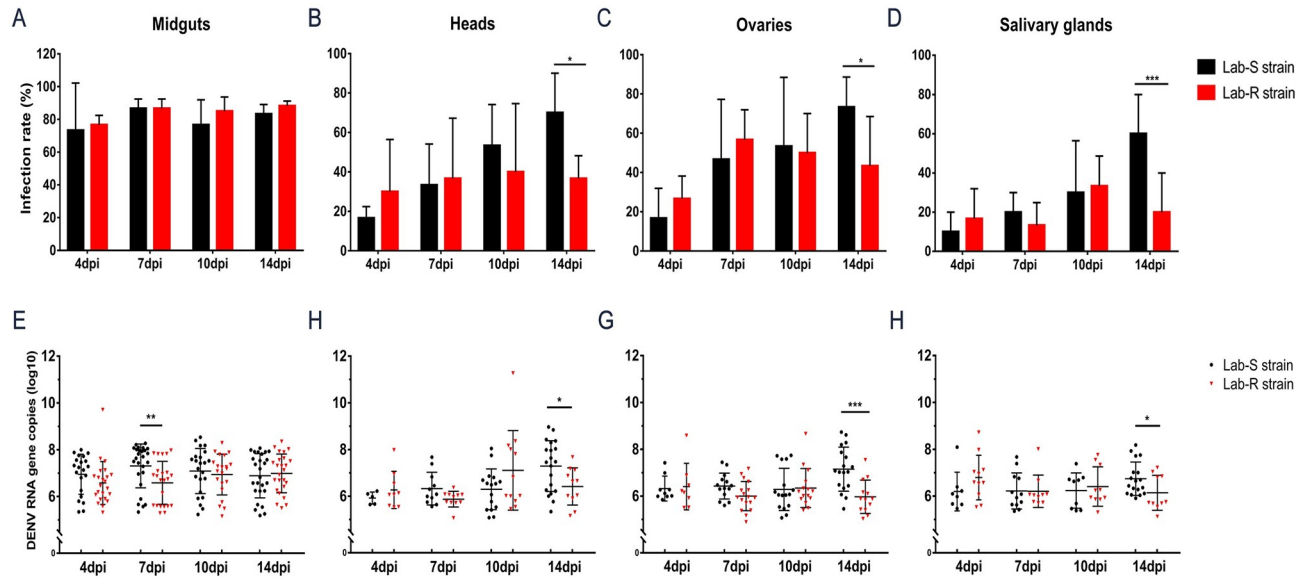 A Midguts
B Heads
C Ovaries
D Salivary glands
Infection rate (%)
120
100
80
60
40
20
0
4dpi 7dpi 10dpi 14dpi
100
80
60
40
20
0
*
4dpi 7dpi 10dpi 14dpi
100
80
60
40
20
0
*
4dpi 7dpi 10dpi 14dpi
100
80
60
40
20
0
***
4dpi 7dpi 10dpi 14dpi
Lab-S strain
Lab-R strain
E
H
G
H
DENV RNA gene copies (log10)
12
10
8
6
0
**
4dpi 7dpi 10dpi 14dpi
12
10
8
6
0
*
4dpi 7dpi 10dpi 14dpi
12
10
8
6
0
***
4dpi 7dpi 10dpi 14dpi
12
10
8
6
0
*
4dpi 7dpi 10dpi 14dpi
Lab-S strain
Lab-R strain